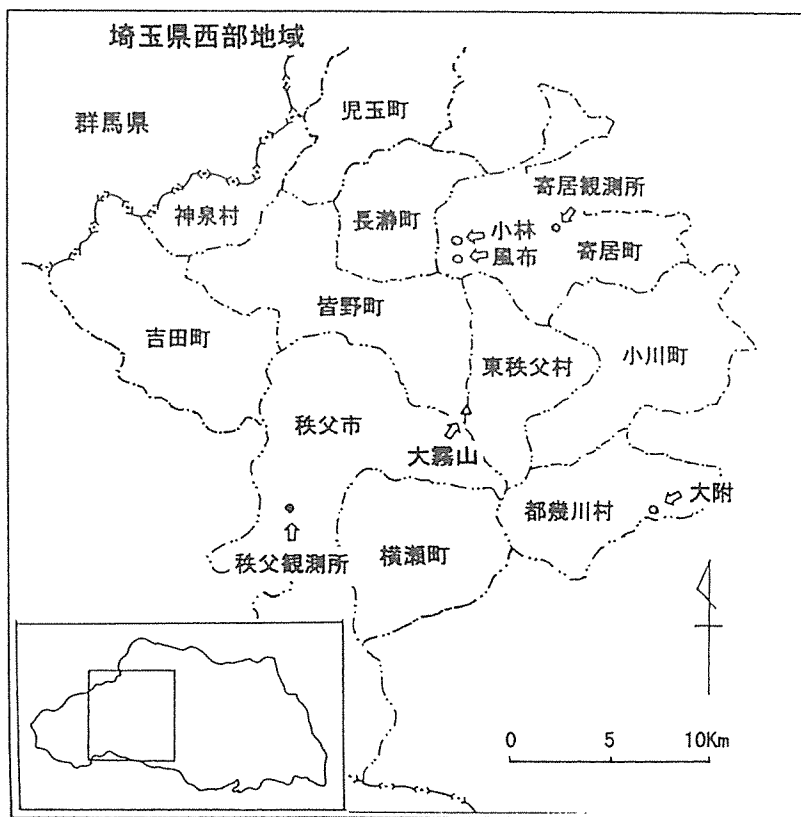 埼玉県西部地域
児玉町
群馬県
寄居観測所
神泉村
長瀞町
小林
風布
寄居町
皆野町
吉田町
東秩父村
小川町
秩父市
大霧山
大附
都幾川村
秩父観測所
横瀬町
0 5 10Km